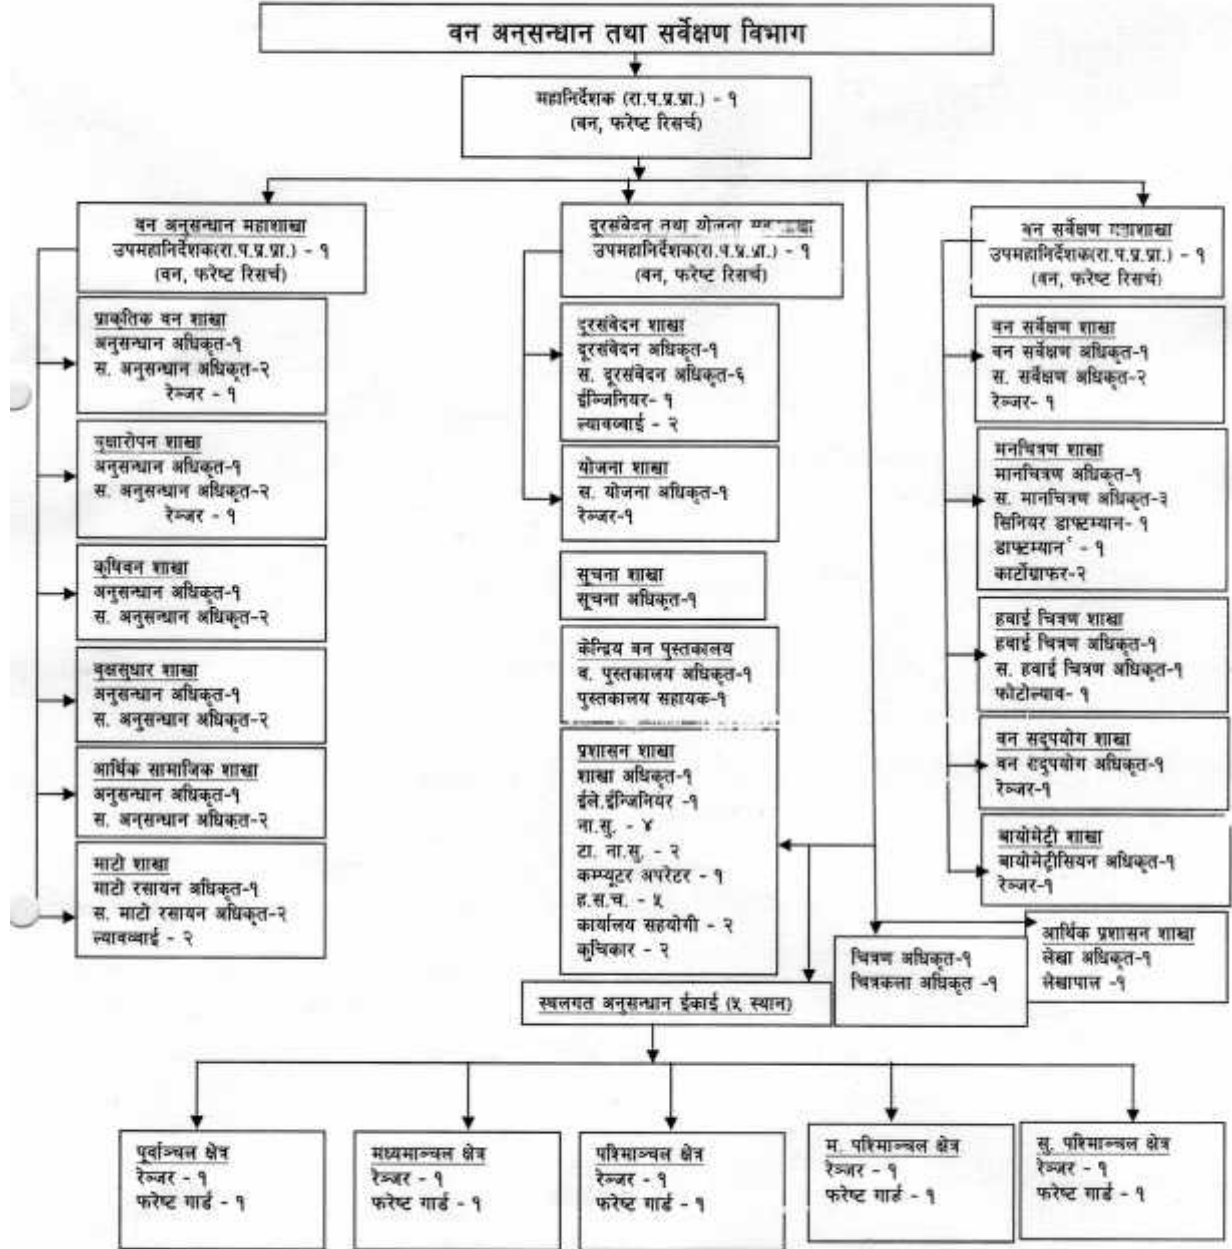 वन अनुसन्धान तथा सर्वेक्षण विभाग
महानिर्देशक (रा.प.प्र.प्रा.) - १
(वन, फरेष्ट रिसर्च)
वन अनुसन्धान महाशाखा
उपमहानिर्देशक(रा.प.प्र.प्रा.) - १
(वन, फरेष्ट रिसर्च)
प्राकृतिक वन शाखा
अनुसन्धान अधिकृत-१
स. अनुसन्धान अधिकृत-२
रेञ्जर - १
वृक्षारोपन शाखा
अनुसन्धान अधिकृत-१
स. अनुसन्धान अधिकृत-२
रेञ्जर - १
कृषिवन शाखा
अनुसन्धान अधिकृत-१
स. अनुसन्धान अधिकृत-२
वृक्षसुधार शाखा
अनुसन्धान अधिकृत-१
स. अनुसन्धान अधिकृत-२
आर्थिक सामाजिक शाखा
अनुसन्धान अधिकृत-१
स. अनुसन्धान अधिकृत-२
माटो शाखा
माटो रसायन अधिकृत-१
स. माटो रसायन अधिकृत-२
ल्यावव्वाई - २
दूरसंवेदन तथा योजना
उपमहानिर्देशक(रा.प.प्र.प्रा.) - १
(वन, फरेष्ट रिसर्च)
दूरसंवेदन शाखा
दूरसंवेदन अधिकृत-१
स. दूरसंवेदन अधिकृत-६
ईञ्जिनियर- १
ल्यावव्वाई - २
योजना शाखा
स. योजना अधिकृत-१
रेञ्जर-१
सूचना शाखा
सूचना अधिकृत-१
केन्द्रिय वन पुस्तकालय
व. पुस्तकालय अधिकृत-१
पुस्तकालय सहायक-१
प्रशासन शाखा
शाखा अधिकृत-१
ईले.ईन्जिनियर -१
ना.सु. - ४
टा. ना.सु. - २
कम्प्यूटर अपरेटर - १
ह.स.च. - ५
कार्यालय सहयोगी - २
कुचिकार - २
वन सर्वेक्षण महाशाखा
उपमहानिर्देशक(रा.प.प्र.प्रा.) - १
(वन, फरेष्ट रिसर्च)
वन सर्वेक्षण शाखा
वन सर्वेक्षण अधिकृत-१
स. सर्वेक्षण अधिकृत-२
रेञ्जर- १
मनचित्रण शाखा
मानचित्रण अधिकृत-१
स. मानचित्रण अधिकृत-३
सिनियर डाफ्टम्यान- १
डाफ्टम्यान - १
कार्टोग्राफर-२
हवाई चित्रण शाखा
हवाई चित्रण अधिकृत-१
स. हवाई चित्रण अधिकृत-१
फोटोल्याव- १
वन सदुपयोग शाखा
वन सदुपयोग अधिकृत-१
रेञ्जर-१
बायोमेट्री शाखा
बायोमेट्रीसियन अधिकृत-१
रेञ्जर-१
आर्थिक प्रशासन शाखा
लेखा अधिकृत-१
लेखापाल -१
चित्रण अधिकृत-१
चित्रकला अधिकृत -१
स्थलगत अनुसन्धान ईकाई (५ स्थान)
पूर्वाञ्चल क्षेत्र
रेञ्जर - १
फरेष्ट गार्ड - १
मध्यमाञ्चल क्षेत्र
रेञ्जर - १
फरेष्ट गार्ड - १
पश्मिाञ्चल क्षेत्र
रेञ्जर - १
फरेष्ट गार्ड - १
म. पश्मिाञ्चल क्षेत्र
रेञ्जर - १
फरेष्ट गार्ड - १
सु. पश्मिाञ्चल क्षेत्र
रेञ्जर - १
फरेष्ट गार्ड - १